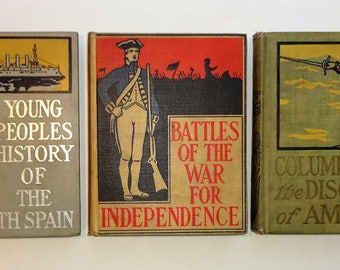 YOUNG
PEOPLES
HISTORY
OF
THE
TH SPAIN
BATTLES
OF THE
WAR
FOR
INDEPENDENCE
COLUM
the DISC
of AM